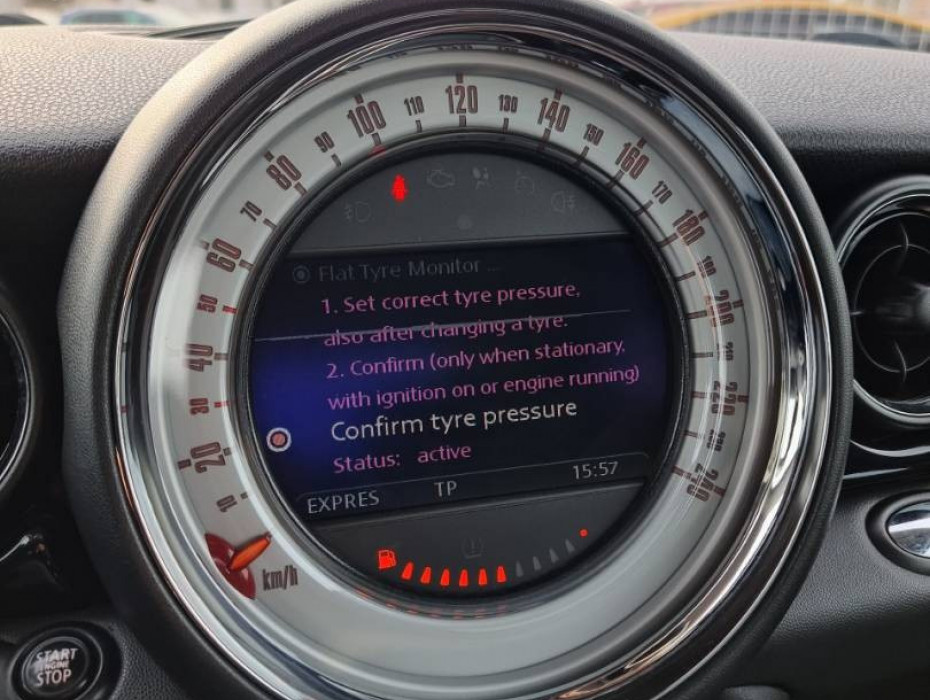 10
20
30
40
50
60
70
80
90
100
110
120
130
140
150
160
170
180
190
200
210
220
230
240
km/h
Flat Tyre Monitor ...
1. Set correct tyre pressure,
also after changing a tyre.
2. Confirm (only when stationary,
with ignition on or engine running)
Confirm tyre pressure
Status: active
EXPRES TP 15:57
START
ENGINE
STOP